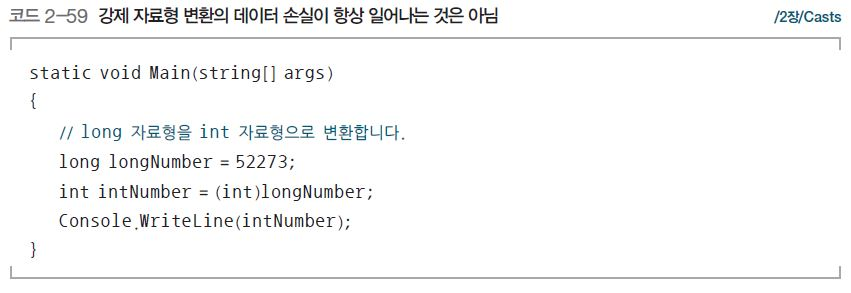 코드 2-59 강제 자료형 변환의 데이터 손실이 항상 일어나는 것은 아님 /2장/Casts
static void Main(string[] args)
{
// long 자료형을 int 자료형으로 변환합니다.
long longNumber = 52273;
int intNumber = (int)longNumber;
Console.WriteLine(intNumber);
}